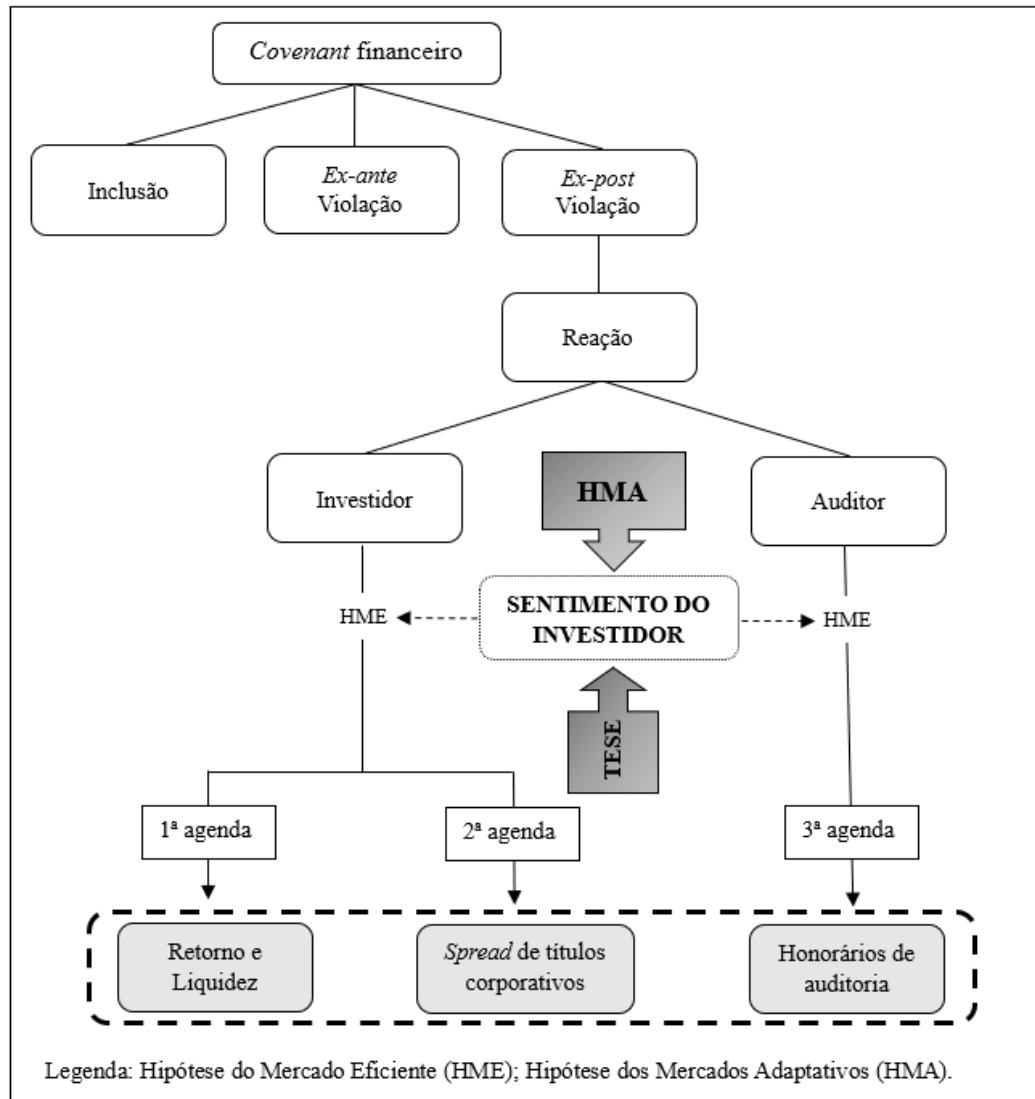 Covenant financeiro
Inclusão
Ex-ante
Violação
Ex-post
Violação
Reação
Investidor
HMA
Auditor
HME
SENTIMENTO DO
INVESTIDOR
HME
TESE
1ª agenda
2ª agenda
3ª agenda
Retorno e
Liquidez
Spread de títulos
corporativos
Honorários de
auditoria
Legenda: Hipótese do Mercado Eficiente (HME); Hipótese dos Mercados Adaptativos (HMA).